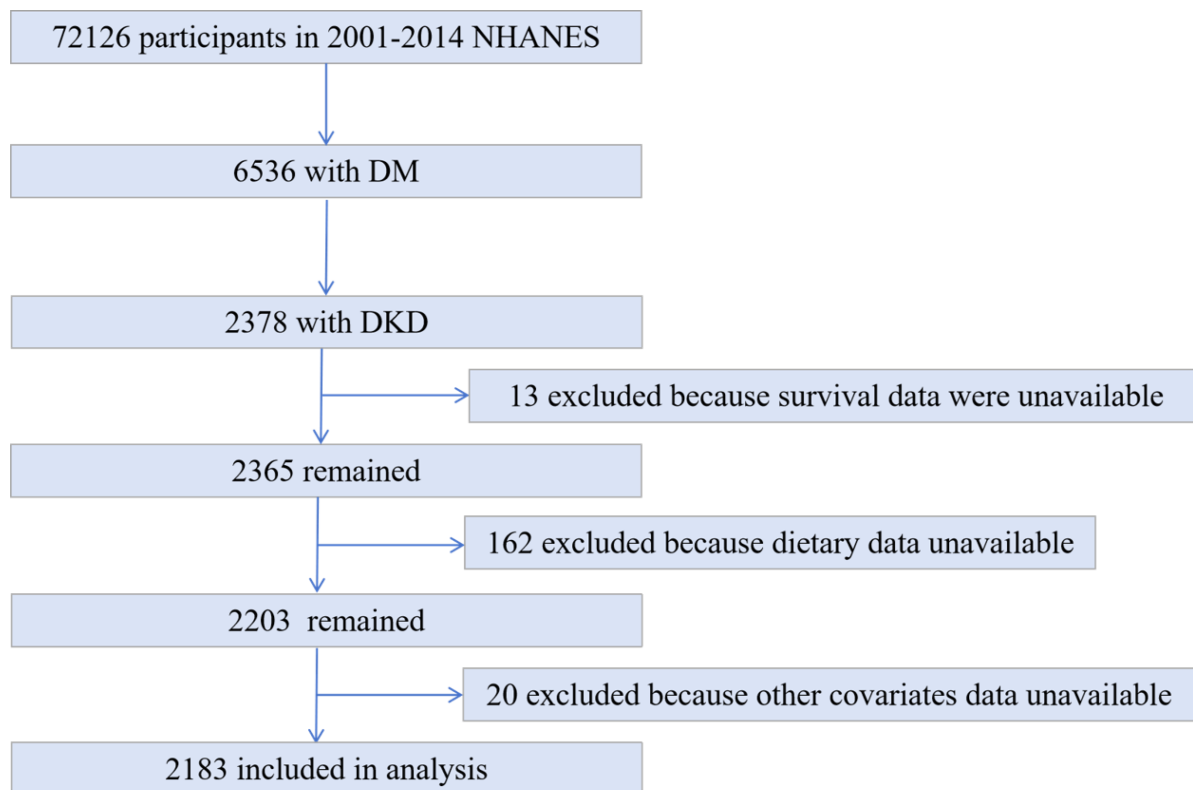 72126 participants in 2001-2014 NHANES
6536 with DM
2378 with DKD
13 excluded because survival data were unavailable
2365 remained
162 excluded because dietary data unavailable
2203 remained
20 excluded because other covariates data unavailable
2183 included in analysis